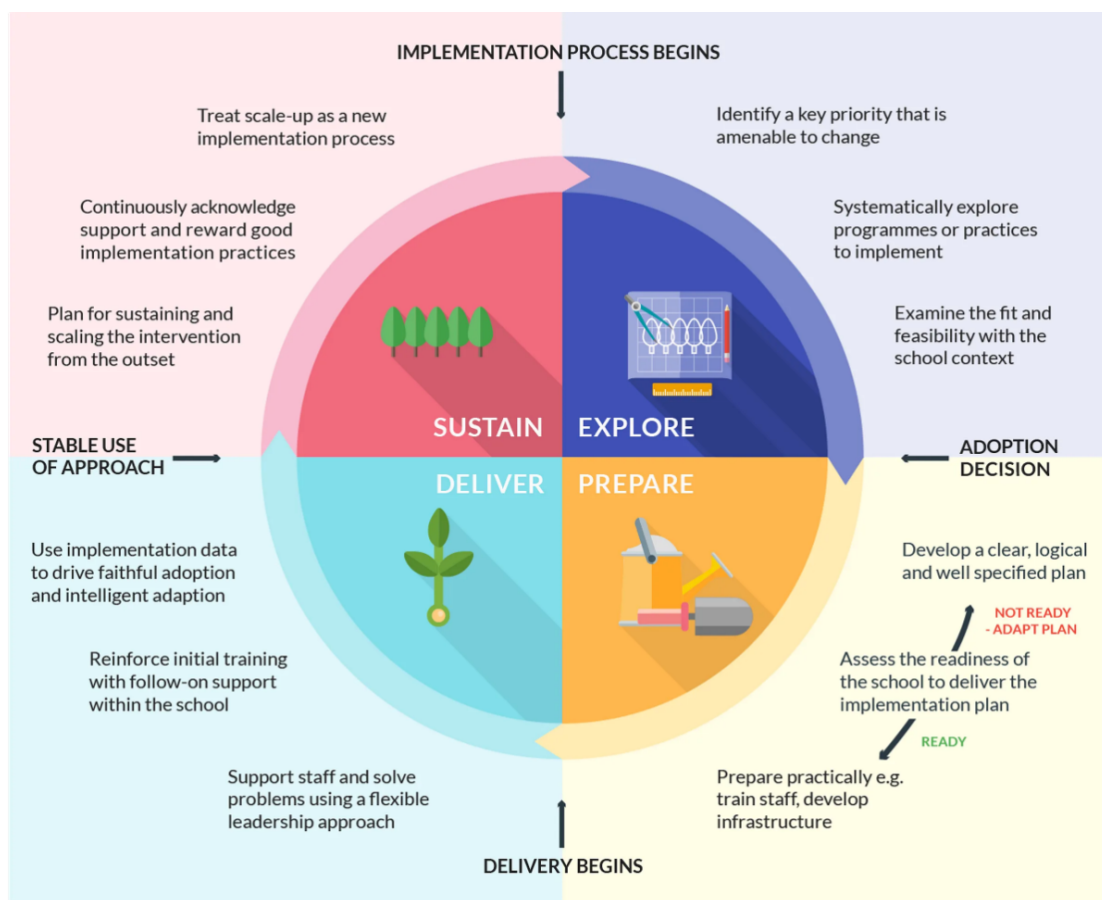 IMPLEMENTATION PROCESS BEGINS
Identify a key priority that is
amenable to change
Systematically explore
programmes or practices
to implement
Examine the fit and
feasibility with the
school context
EXPLORE
ADOPTION
DECISION
PREPARE
Develop a clear, logical
and well specified plan
NOT READY
- ADAPT PLAN
Assess the readiness of
the school to deliver the
implementation plan
READY
Prepare practically e.g.
train staff, develop
infrastructure
DELIVERY BEGINS
DELIVER
Support staff and solve
problems using a flexible
leadership approach
Reinforce initial training
with follow-on support
within the school
Use implementation data
to drive faithful adoption
and intelligent adaption
STABLE USE
OF APPROACH
SUSTAIN
Plan for sustaining and
scaling the intervention
from the outset
Continuously acknowledge
support and reward good
implementation practices
Treat scale-up as a new
implementation process